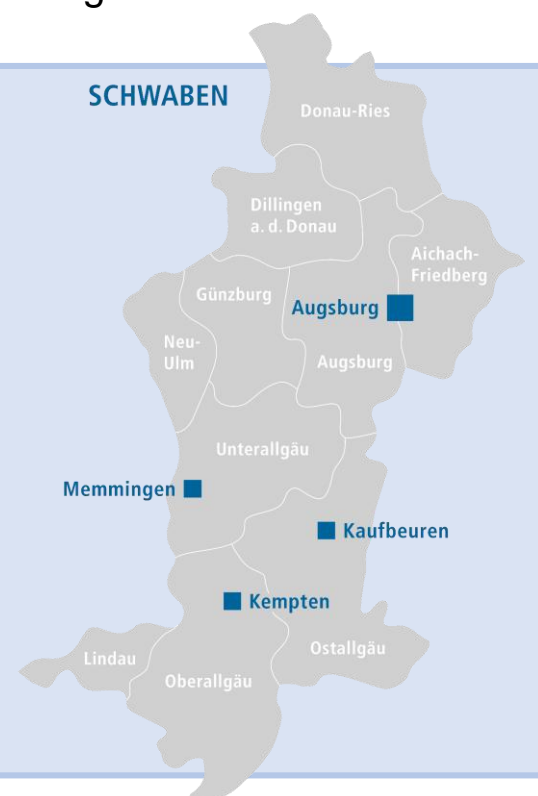 SCHWABEN
Donau-Ries
Dillingen
a. d. Donau
Aichach-
Friedberg
Günzburg
Augsburg
Neu-
Ulm
Augsburg
Unterallgäu
Memmingen
Kaufbeuren
Kempten
Ostallgäu
Lindau
Oberallgäu